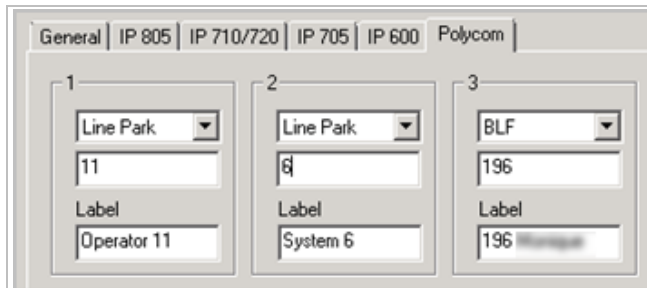 General IP 805 IP 710/720 IP 705 IP 600 Polycom
1 2 3
Line Park Line Park BLF
11 6 196
Label Label Label
Operator 11 System 6 196